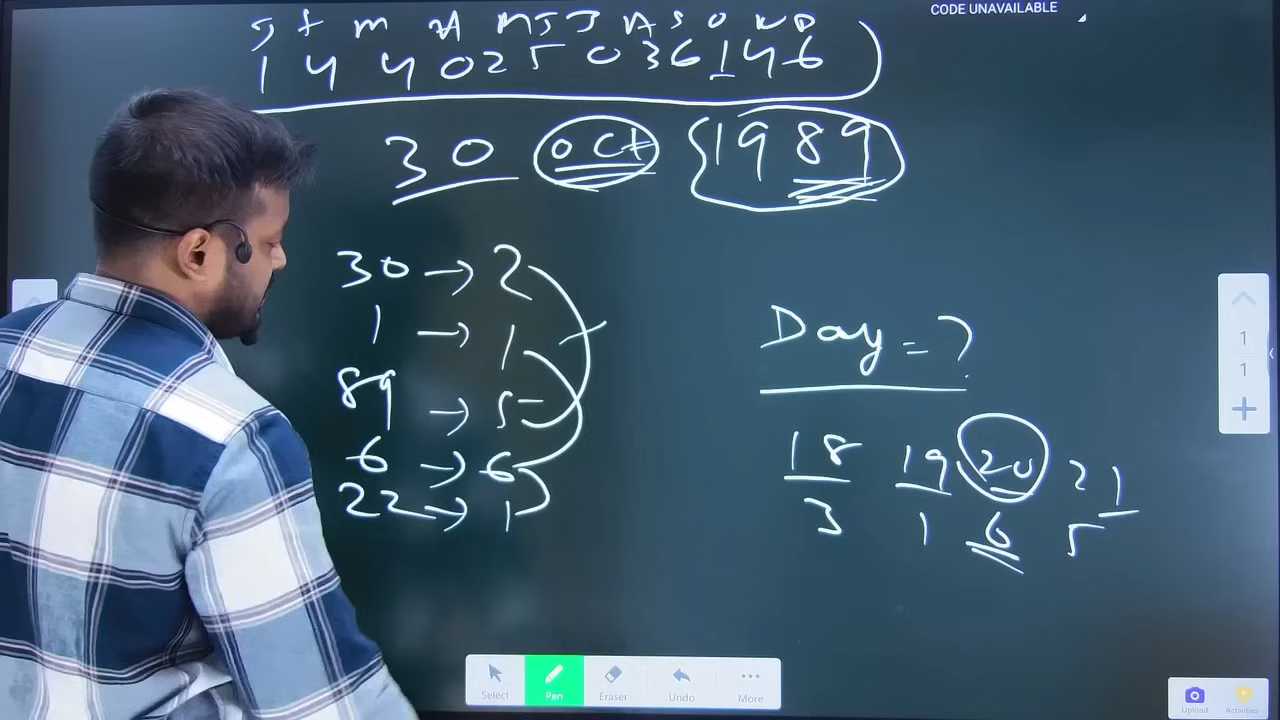 CODE UNAVAILABLE
J F M A M J J A S O N D
1 4 4 0 2 5 0 3 6 1 4 6
30 Oct 1989
30 → 2
1 → 1
89 → 5
6 → 6
22 → 1
Day = ?
18 19 20 21
3 1 6 5
1
1
Select
Pen
Eraser
Undo
More
Upload
Activities